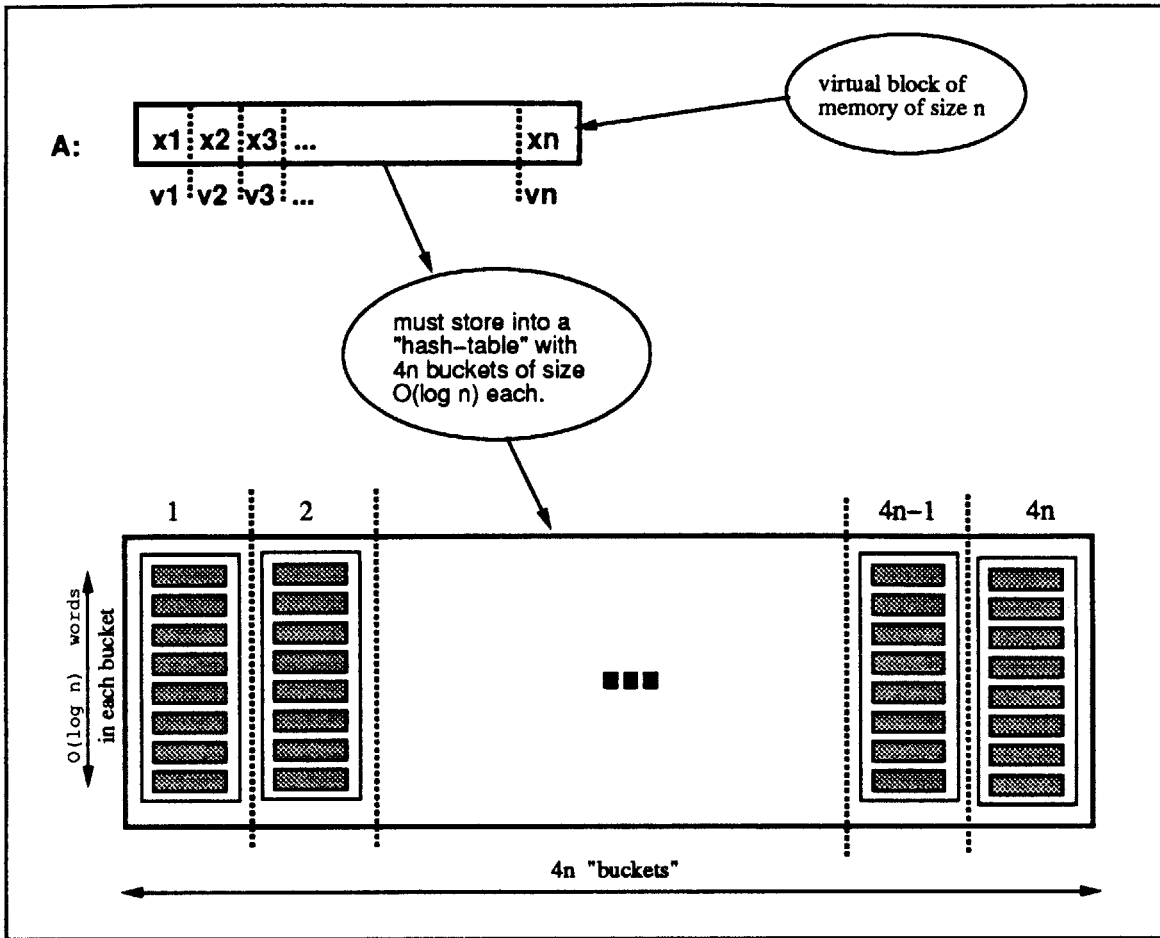 virtual block of
memory of size n
A:
x1 x2 x3 ... xn
v1 v2 v3 ... vn
must store into a
"hash-table" with
4n buckets of size
O(log n) each.
1 2 4n-1 4n
O(log n) words
in each bucket
4n "buckets"